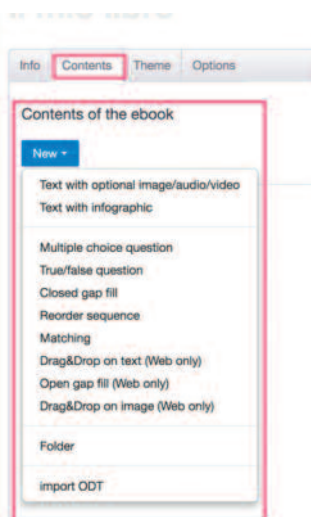 Info Contents Theme Options
Contents of the ebook
New
Text with optional image/audio/video
Text with infographic
Multiple choice question
True/false question
Closed gap fill
Reorder sequence
Matching
Drag&Drop on text (Web only)
Open gap fill (Web only)
Drag&Drop on image (Web only)
Folder
import ODT